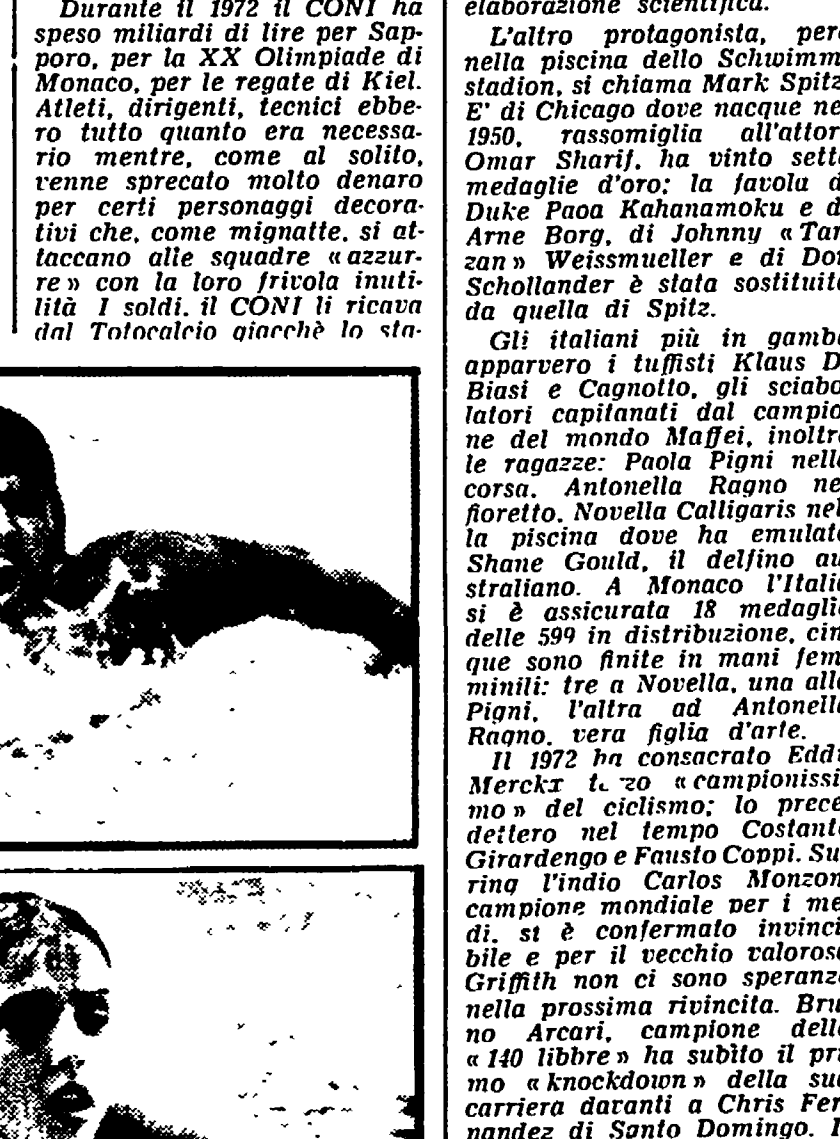 Durante il 1972 il CONI ha
speso miliardi di lire per Sap-
poro, per la XX Olimpiade di
Monaco, per le regate di Kiel.
Atleti, dirigenti, tecnici ebbe-
ro tutto quanto era necessa-
rio mentre, come al solito,
venne sprecato molto denaro
per certi personaggi decora-
tivi che, come mignatte, si at-
taccano alle squadre «azzur-
re» con la loro frivola inuti-
lità I soldi, il CONI li ricava
dal Totocalcio giacchè lo sta-
elaborazione scientifica.
L'altro protagonista, però
nella piscina dello Schwimm
stadion, si chiama Mark Spitz
E' di Chicago dove nacque ne
1950, rassomiglia all'attor
Omar Sharif, ha vinto sett
medaglie d'oro: la favola d
Duke Paoa Kahanamoku e d
Arne Borg, di Johnny «Tar
zan» Weissmueller e di Do
Schollander è stata sostituit
da quella di Spitz.
Gli italiani più in gamb
apparvero i tuffisti Klaus D
Biasi e Cagnotto, gli sciabo
latori capitanati dal campio
ne del mondo Maffei, inoltr
le ragazze: Paola Pigni nell
corsa, Antonella Ragno ne
fioretto, Novella Calligaris nel
la piscina dove ha emulat
Shane Gould, il delfino au
straliano. A Monaco l'Itali
si è assicurata 18 medagli
delle 599 in distribuzione, cin
que sono finite in mani fem
minili: tre a Novella, una all
Pigni, l'altra ad Antonell
Ragno, vera figlia d'arte.
Il 1972 ha consacrato Edd
Merckx «campionissi
mo» del ciclismo; lo prece
dettero nel tempo Costant
Girardengo e Fausto Coppi. Su
ring l'indio Carlos Monzon
campione mondiale per i me
di, si è confermato invinci
bile e per il vecchio valoros
Griffith non ci sono speranz
nella prossima rivincita. Bru
no Arcari, campione dell
«140 libbre» ha subìto il pr
mo «knockdown» della su
carriera davanti a Chris Fer
nandez di Santo Domingo.